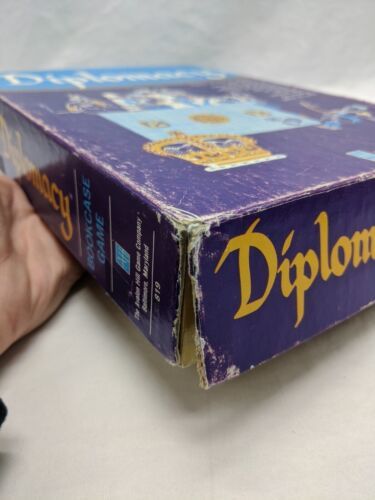 Diplomacy
Diplomacy
BOOKCASE
GAME
The Avalon Hill Game Company
Baltimore, Maryland
819
Diplom